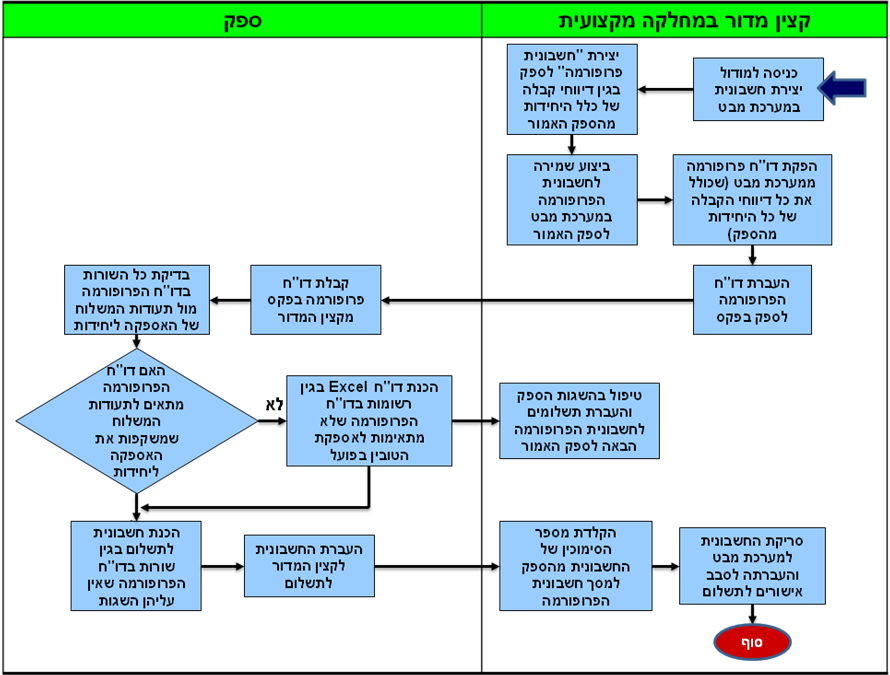 קצין מדור במחלקה מקצועית
ספק
כניסה למודול
יצירת חשבונית
במערכת מבט
יצירת "חשבונית
פרופורמה" לספק
בגין דיווחי קבלה
של כלל היחידות
מהספק האמור
ביצוע שמירה
לחשבונית
הפרופורמה
במערכת מבט
לספק האמור
הפקת דו"ח פרופורמה
ממערכת מבט (שכולל
את כל דיווחי הקבלה
של כל היחידות
מהספק)
העברת דו"ח
הפרופורמה
לספק בפקס
קבלת דו"ח
פרופורמה בפקס
מקצין המדור
בדיקת כל השורות
בדו"ח הפרופורמה
מול תעודות המשלוח
של האספקה ליחידות
האם דו"ח
הפרופורמה
מתאים לתעודות
המשלוח
שמשקפות את
האספקה
ליחידות
לא
הכנת דו"ח Excel בגין
רשומות בדו"ח
הפרופורמה שלא
מתאימות לאספקת
הטובין בפועל
טיפול בהשגות הספק
והעברת תשלומים
לחשבונית הפרופורמה
הבאה לספק האמור
הכנת חשבונית
לתשלום בגין
שורות בדו"ח
הפרופורמה שאין
עליהן השגות
העברת החשבונית
לקצין המדור
לתשלום
הקלדת מספר
הסימוכין של
החשבונית מהספק
למסך חשבונית
הפרופורמה
סריקת החשבונית
למערכת מבט
והעברתה לסבב
אישורים לתשלום
סוף